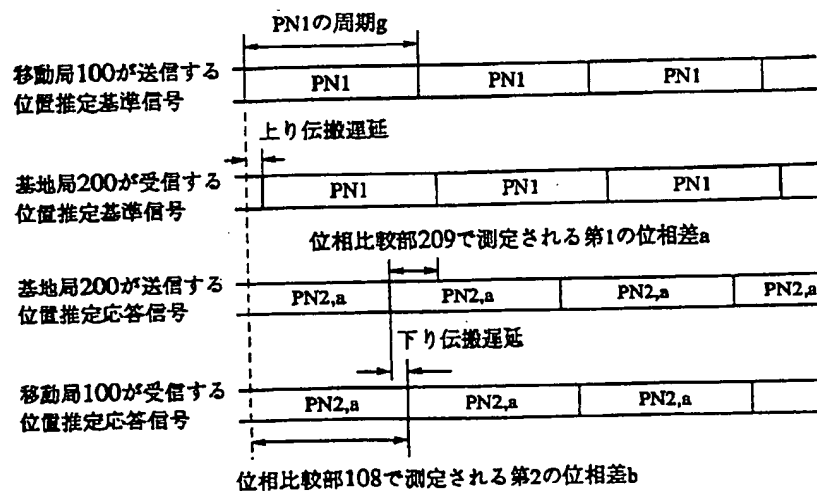 PN1の周期g
移動局100が送信する
位置推定基準信号
PN1 PN1 PN1
上り伝搬遅延
基地局200が受信する
位置推定基準信号
PN1 PN1 PN1
位相比較部209で測定される第1の位相差a
基地局200が送信する
位置推定応答信号
PN2,a PN2,a PN2,a PN2,a
下り伝搬遅延
移動局100が受信する
位置推定応答信号
PN2,a PN2,a PN2,a
位相比較部108で測定される第2の位相差b